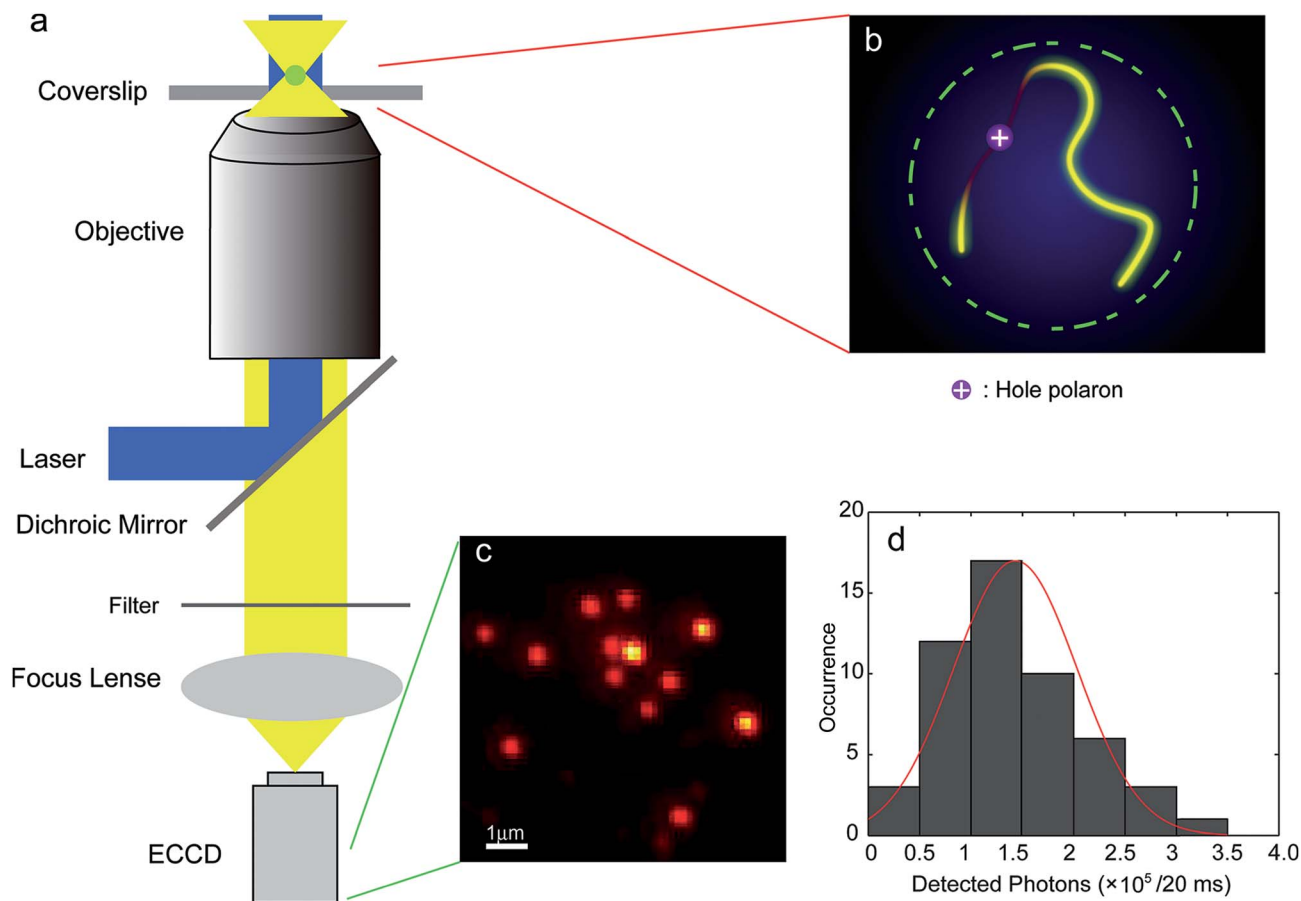 a
Coverslip
Objective
Laser
Dichroic Mirror
Filter
Focus Lense
ECCD
b
+
+ : Hole polaron
c
1μm
d
Occurrence
20
15
10
5
0
0 0.5 1 1.5 2 2.5 3 3.5 4.0
Detected Photons (×10⁵/20 ms)